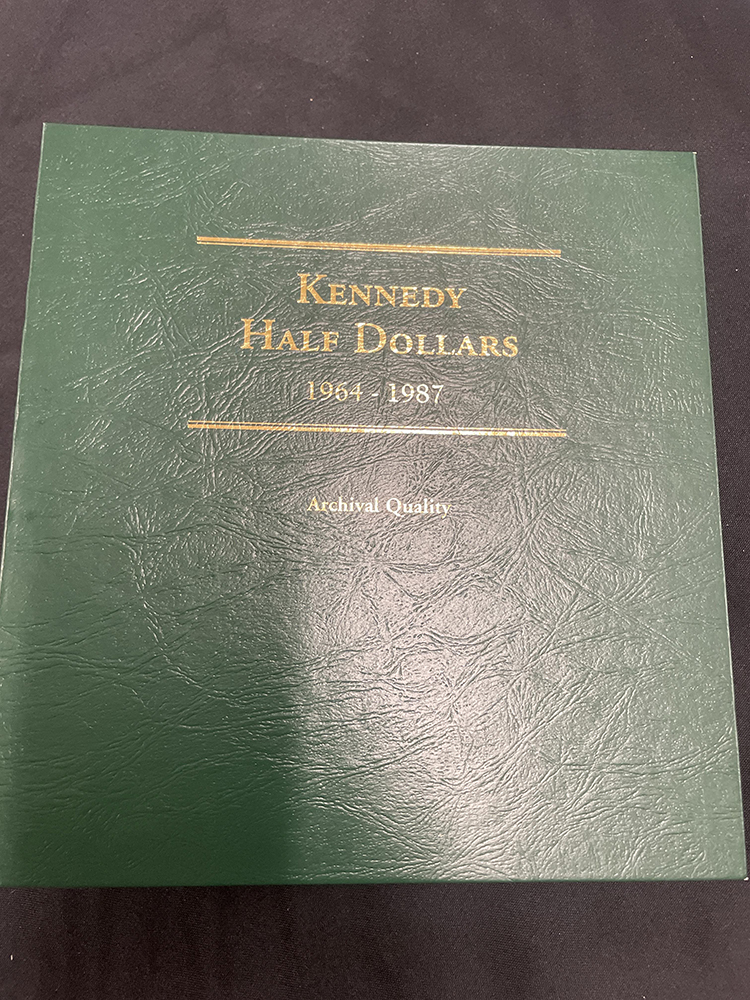 KENNEDY
HALF DOLLARS
1964 - 1987
Archival Quality